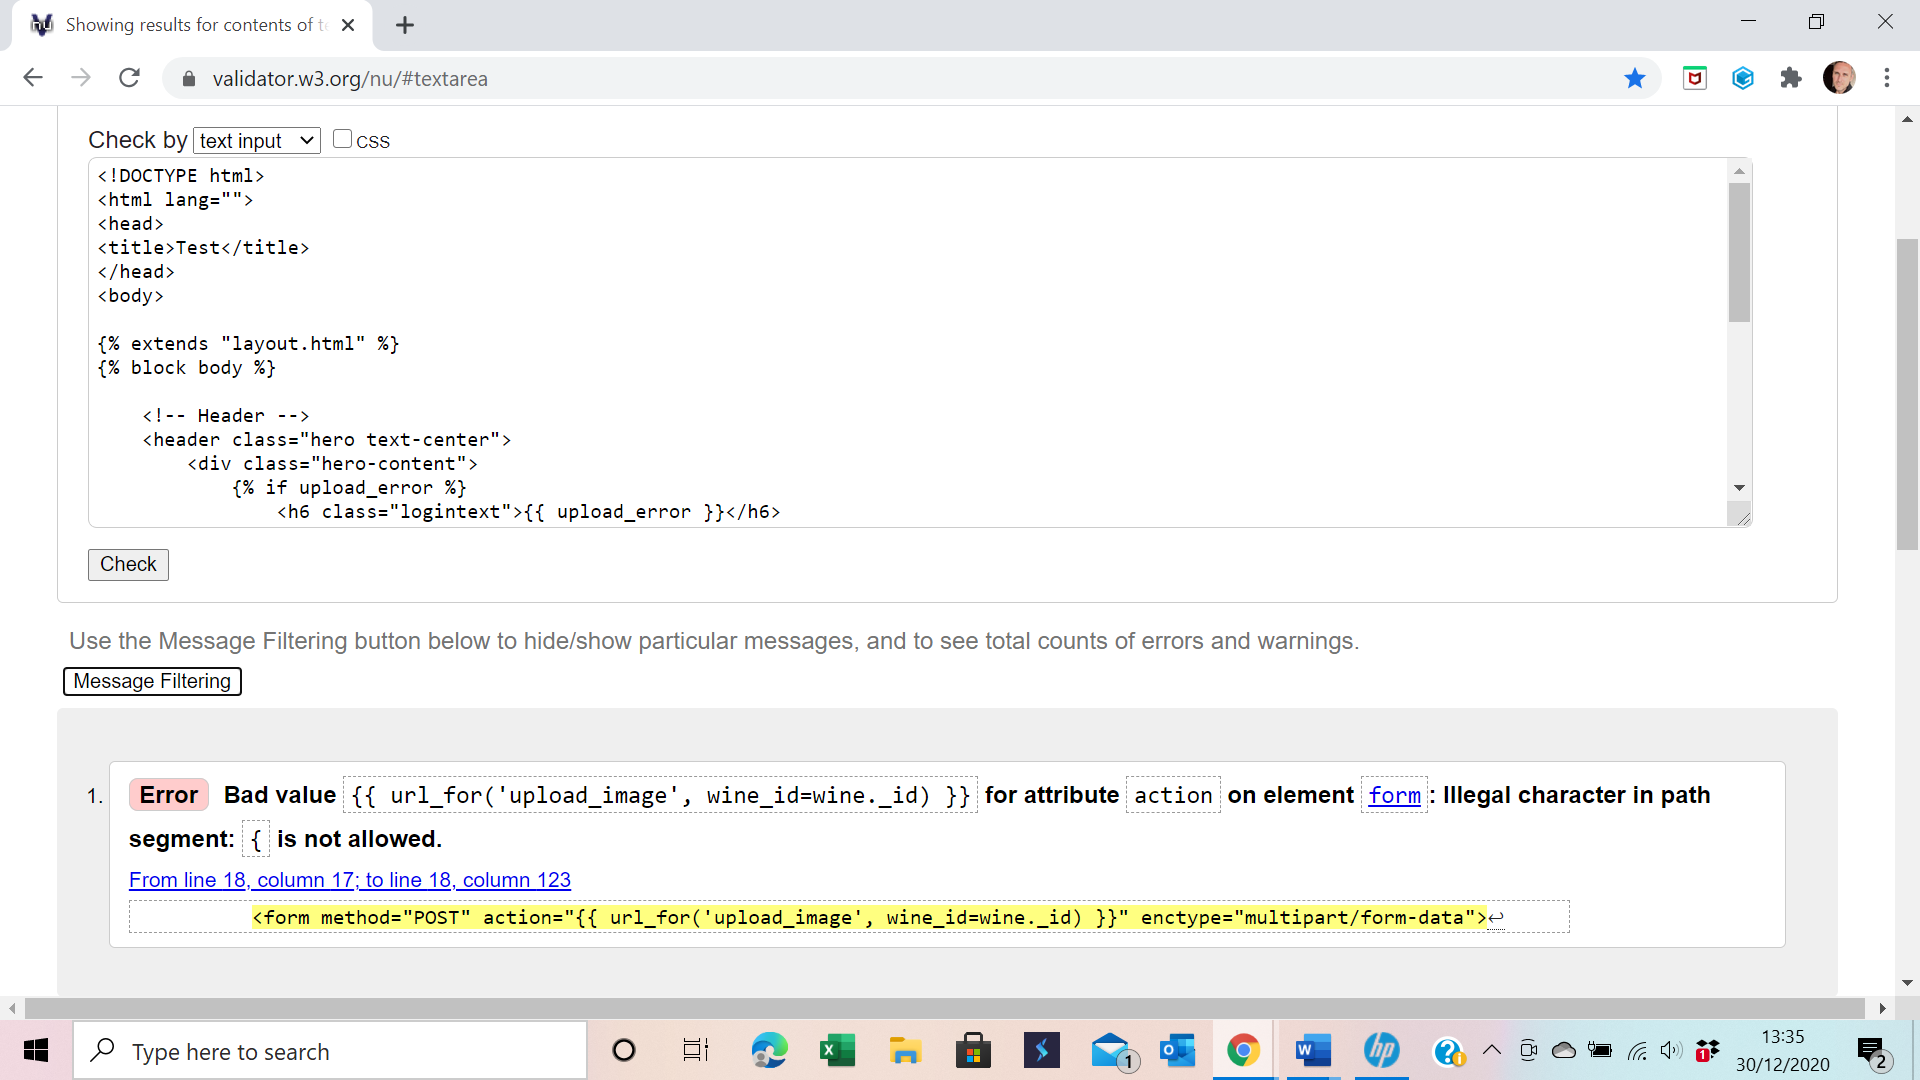 Showing results for contents of te
validator.w3.org/nu/#textarea
Check by text input CSS
<!DOCTYPE html>
<html lang="">
<head>
<title>Test</title>
</head>
<body>
{% extends "layout.html" %}
{% block body %}
<!-- Header -->
<header class="hero text-center">
<div class="hero-content">
{% if upload_error %}
<h6 class="logintext">{{ upload_error }}</h6>
Check
Use the Message Filtering button below to hide/show particular messages, and to see total counts of errors and warnings.
Message Filtering
1. Error Bad value {{ url_for('upload_image', wine_id=wine._id) }} for attribute action on element form : Illegal character in path
segment: { is not allowed.
From line 18, column 17; to line 18, column 123
<form method="POST" action="{{ url_for('upload_image', wine_id=wine._id) }}" enctype="multipart/form-data">↩
Type here to search
13:35
30/12/2020
1
1
2